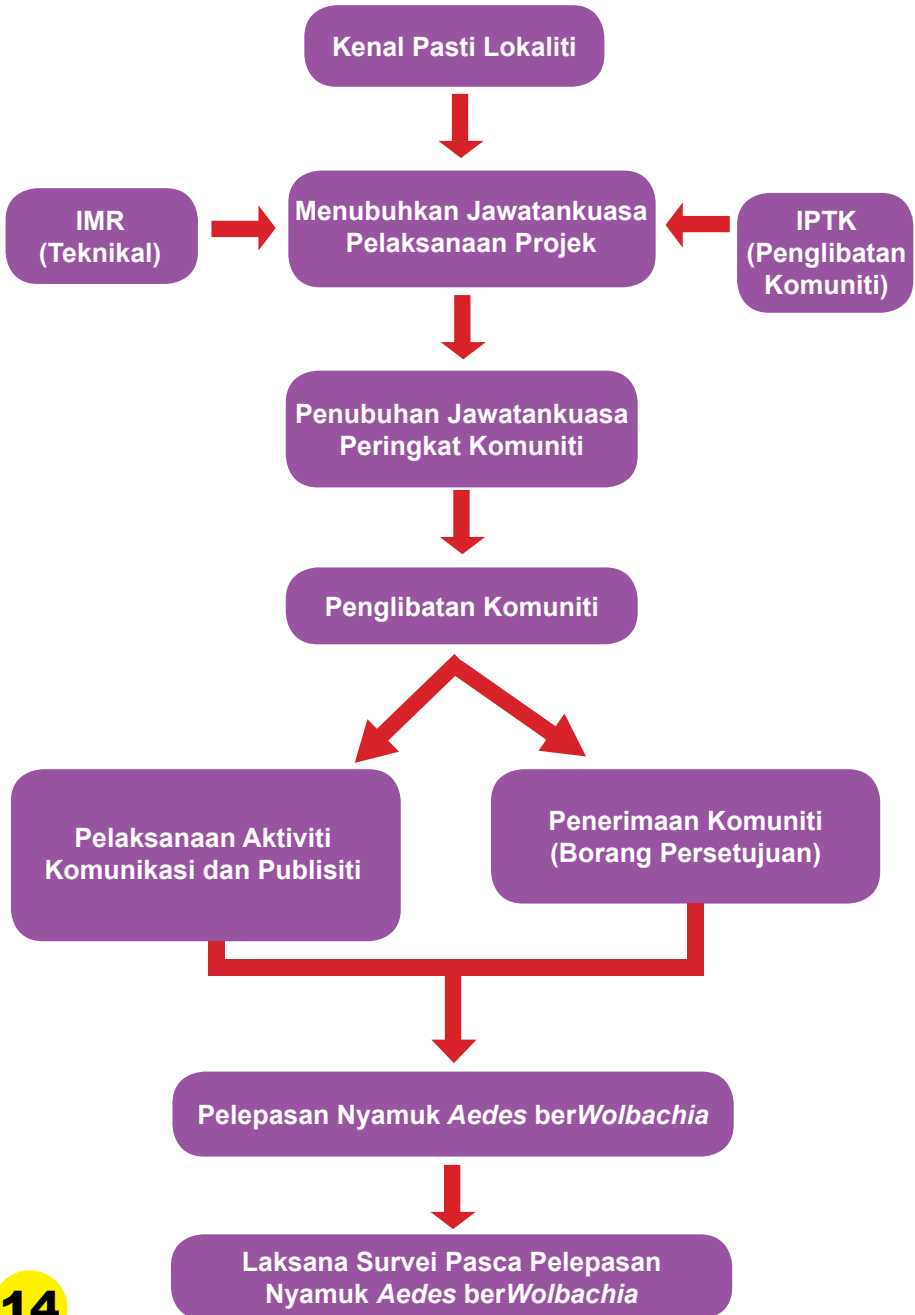 Kenal Pasti Lokaliti
IMR
(Teknikal)
Menubuhkan Jawatankuasa
Pelaksanaan Projek
IPTK
(Penglibatan
Komuniti)
Penubuhan Jawatankuasa
Peringkat Komuniti
Penglibatan Komuniti
Pelaksanaan Aktiviti
Komunikasi dan Publisiti
Penerimaan Komuniti
(Borang Persetujuan)
Pelepasan Nyamuk Aedes berWolbachia
Laksana Survei Pasca Pelepasan
Nyamuk Aedes berWolbachia
14